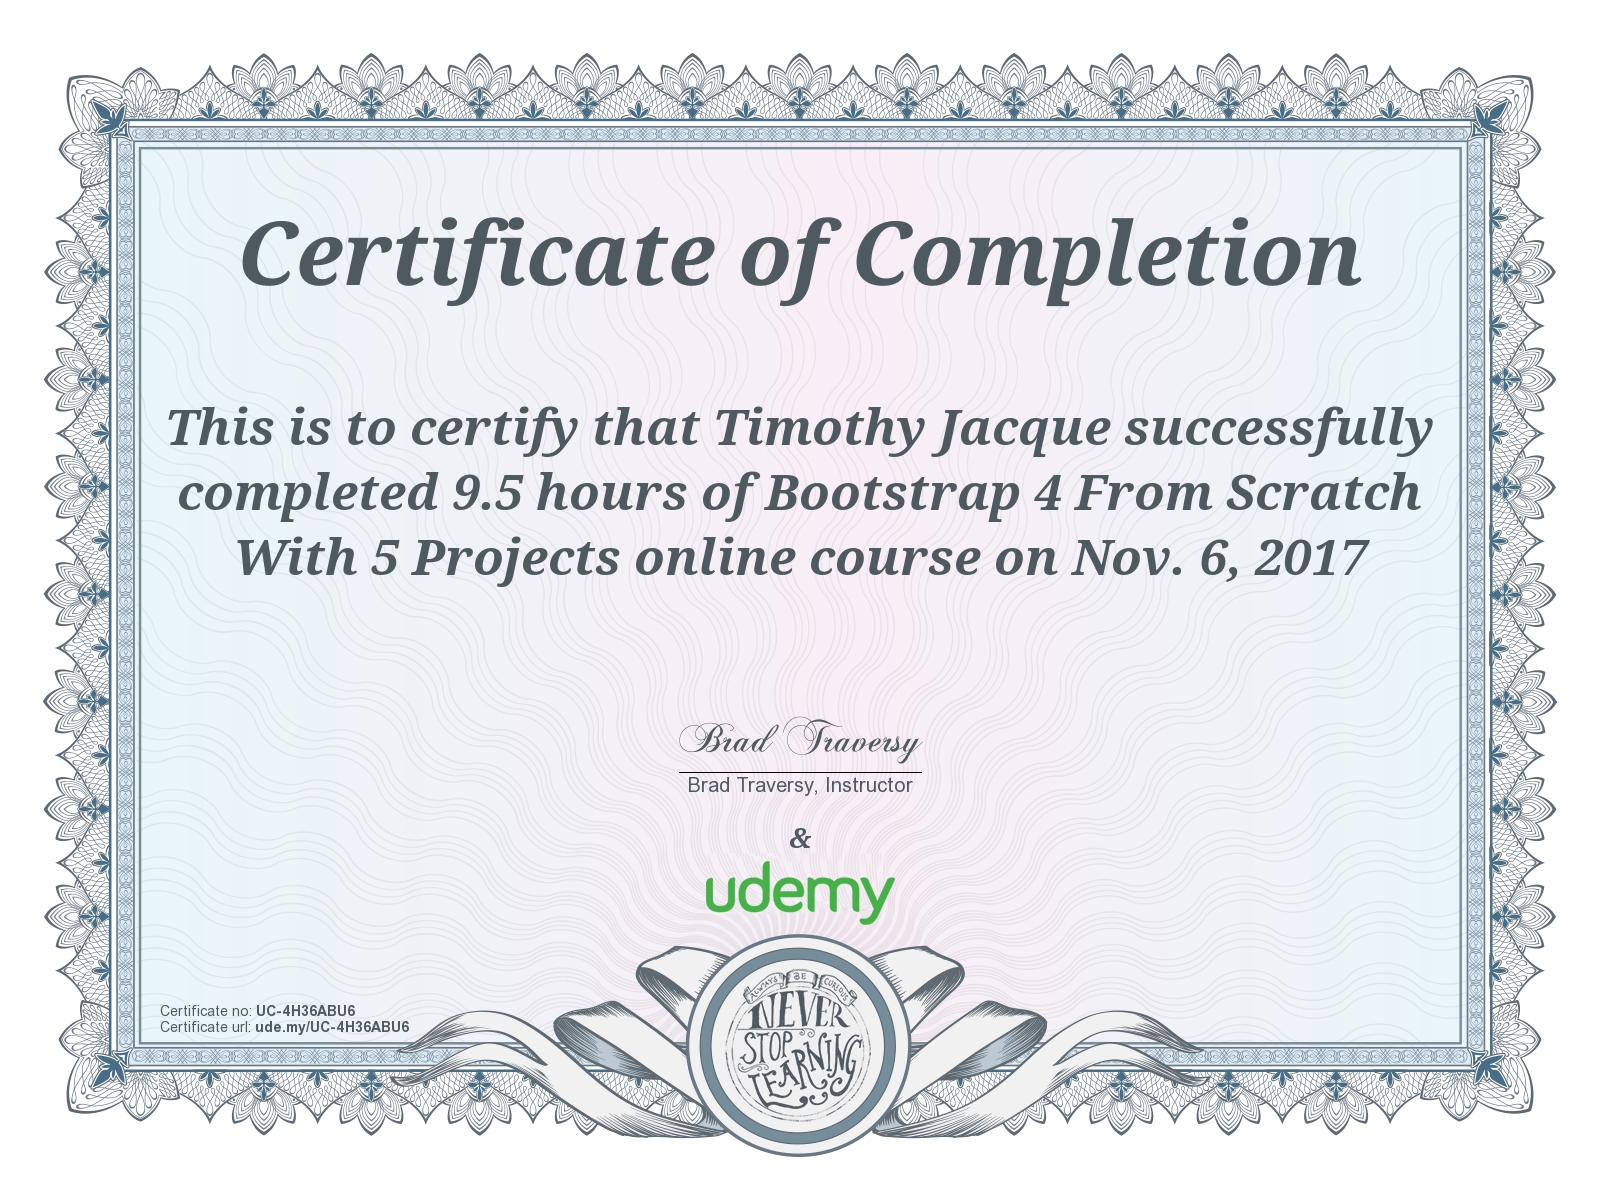 Certificate of Completion
This is to certify that Timothy Jacque successfully
completed 9.5 hours of Bootstrap 4 From Scratch
With 5 Projects online course on Nov. 6, 2017
Brad Traversy
Brad Traversy, Instructor
&
udemy
Certificate no: UC-4H36ABU6
Certificate url: ude.my/UC-4H36ABU6
ALWAYS BE CURIOUS
NEVER
STOP
LEARNING